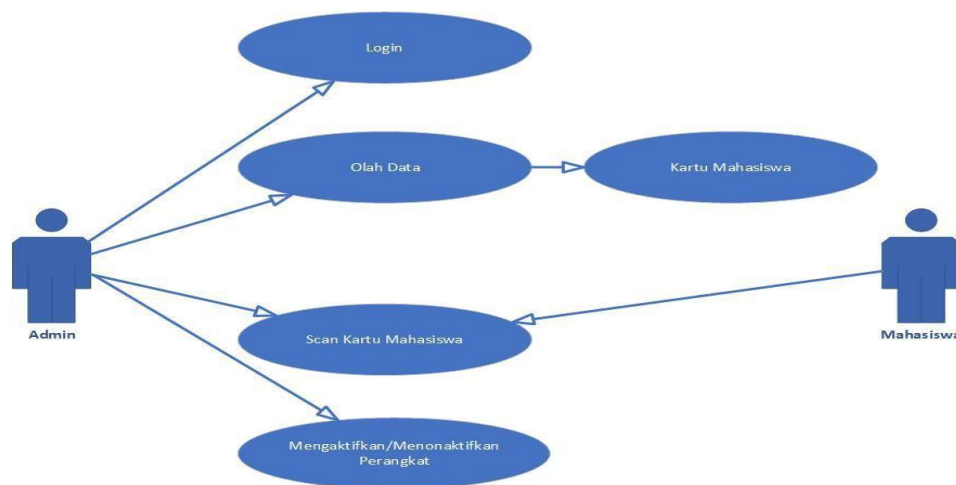 Login
Olah Data
Kartu Mahasiswa
Admin
Mahasiswa
Scan Kartu Mahasiswa
Mengaktifkan/Menonaktifkan
Perangkat